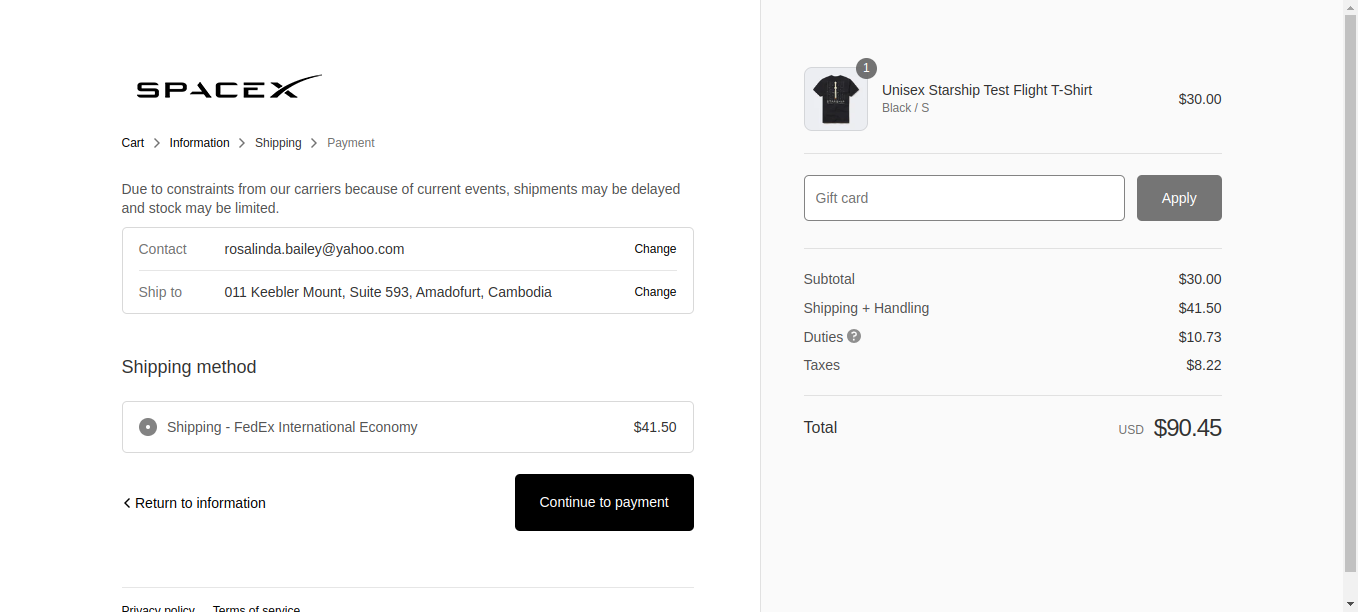 SPACEX
Cart > Information > Shipping > Payment
Due to constraints from our carriers because of current events, shipments may be delayed
and stock may be limited.
Contact rosalinda.bailey@yahoo.com Change
Ship to 011 Keebler Mount, Suite 593, Amadofurt, Cambodia Change
Shipping method
Shipping - FedEx International Economy $41.50
< Return to information Continue to payment
Privacy policy Terms of service
1
Unisex Starship Test Flight T-Shirt
Black / S
$30.00
Gift card Apply
Subtotal $30.00
Shipping + Handling $41.50
Duties ? $10.73
Taxes $8.22
Total USD $90.45